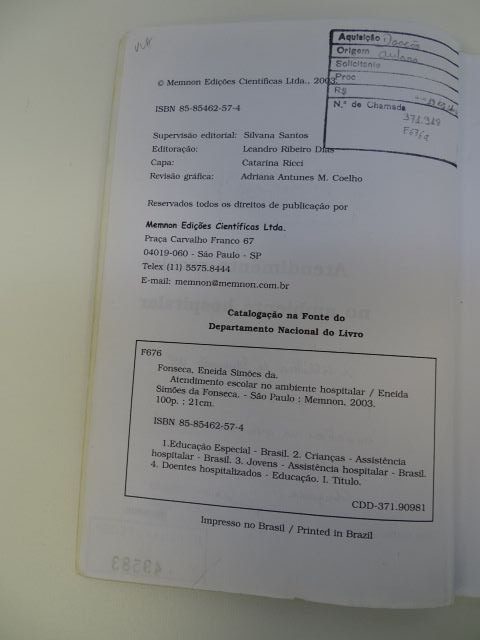 Aquisição Doação
Origem
Solicitante
Proc
Rg
N.º de Chamada
371.919
F676a
© Memnon Edições Científicas Ltda., 2003.
ISBN 85-85462-57-4
Supervisão editorial: Silvana Santos
Editoração: Leandro Ribeiro Dias
Capa: Catarina Ricci
Revisão gráfica: Adriana Antunes M. Coelho
Reservados todos os direitos de publicação por
Memnon Edições Científicas Ltda.
Praça Carvalho Franco 67
04019-060 - São Paulo - SP
Telex (11) 5575.8444
E-mail: memnon@memnon.com.br
Catalogação na Fonte do
Departamento Nacional do Livro
F676
Fonseca, Eneida Simões da.
Atendimento escolar no ambiente hospitalar / Eneida
Simões da Fonseca. - São Paulo : Memnon, 2003.
100p. : 21cm.
ISBN 85-85462-57-4
1.Educação Especial - Brasil. 2. Crianças - Assistência
hospitalar - Brasil. 3. Jovens - Assistência hospitalar - Brasil.
4. Doentes hospitalizados - Educação. I. Título.
CDD-371.90981
Impresso no Brasil / Printed in Brazil
49583